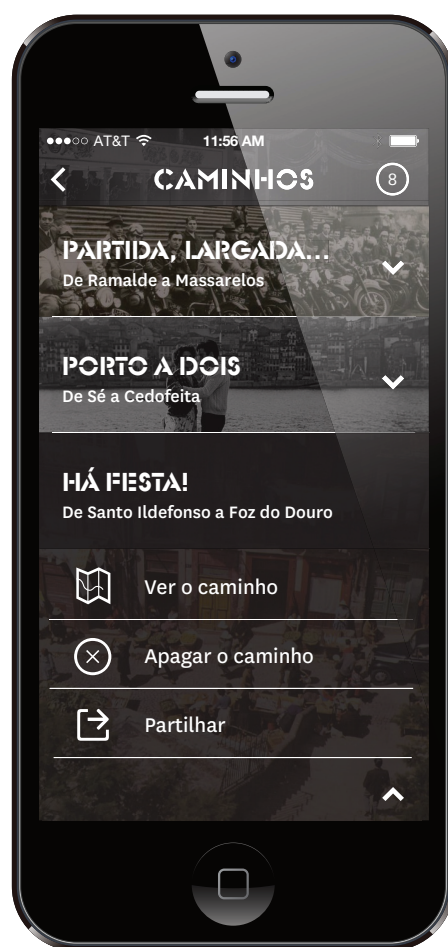 AT&T 11:56 AM
CAMINHOS 8
PARTIDA, LARGADA...
De Ramalde a Massarelos
PORTO A DOIS
De Sé a Cedofeita
HÁ FESTA!
De Santo Ildefonso a Foz do Douro
Ver o caminho
Apagar o caminho
Partilhar